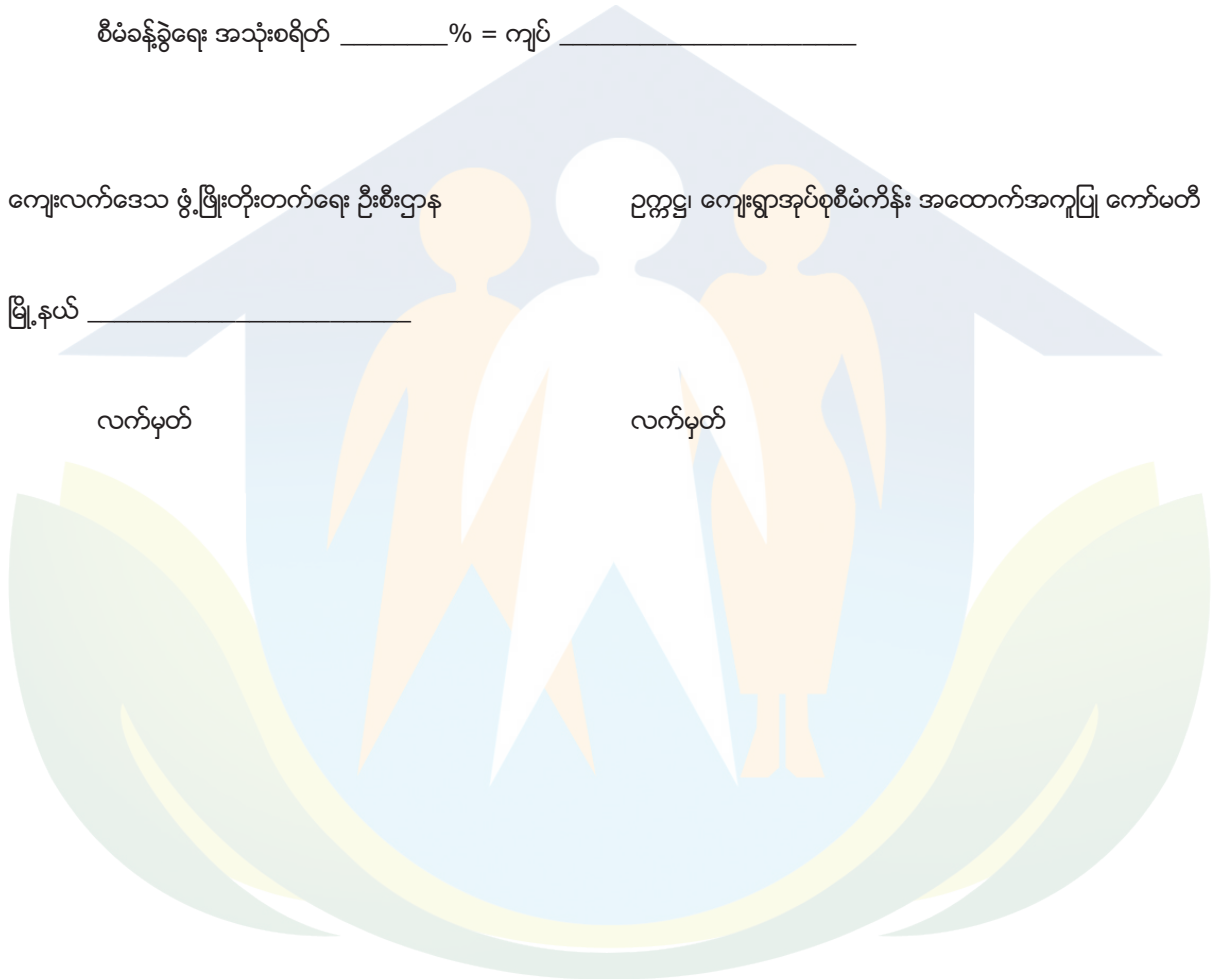 စီမံခန့်ခွဲရေး အသုံးစရိတ် _________% = ကျပ် _________________________
ကျေးလက်ဒေသ ဖွံ့ဖြိုးတိုးတက်ရေး ဦးစီးဌာန ဥက္ကဋ္ဌ၊ ကျေးရွာအုပ်စုစီမံကိန်း အထောက်အကူပြု ကော်မတီ
မြို့နယ် ___________________________
လက်မှတ် လက်မှတ်